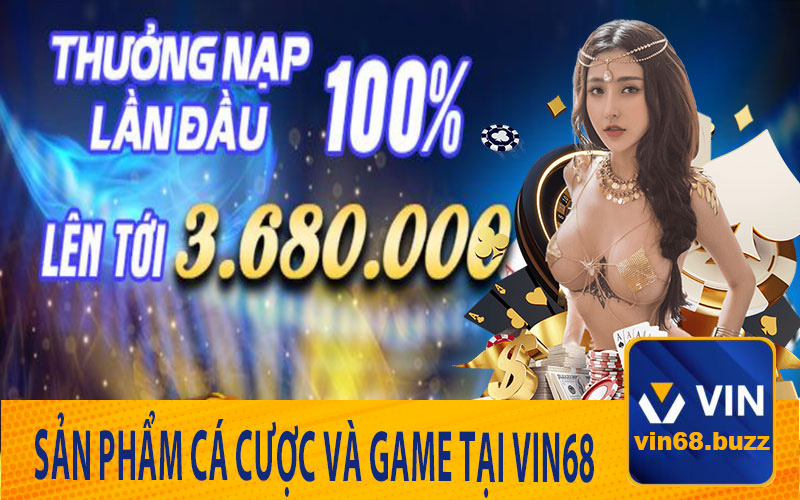 THƯỞNG NẠP
LẦN ĐẦU
100%
LÊN TỚI 3.680.000
SẢN PHẨM CÁ CƯỢC VÀ GAME TẠI VIN68
VIN
vin68.buzz